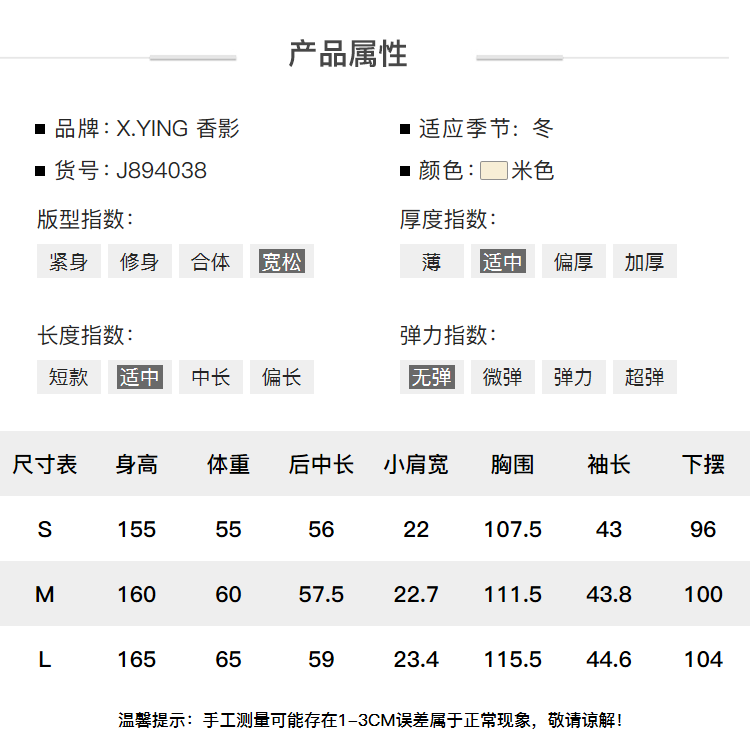 产品属性
■ 品牌：X.YING 香影
■ 适应季节：冬
■ 货号：J894038
■ 颜色：米色
版型指数：
厚度指数：
紧身 修身 合体 宽松
薄 适中 偏厚 加厚
长度指数：
弹力指数：
短款 适中 中长 偏长
无弹 微弹 弹力 超弹
尺寸表 身高 体重 后中长 小肩宽 胸围 袖长 下摆
S 155 55 56 22 107.5 43 96
M 160 60 57.5 22.7 111.5 43.8 100
L 165 65 59 23.4 115.5 44.6 104
温馨提示：手工测量可能存在1-3CM误差属于正常现象，敬请谅解！